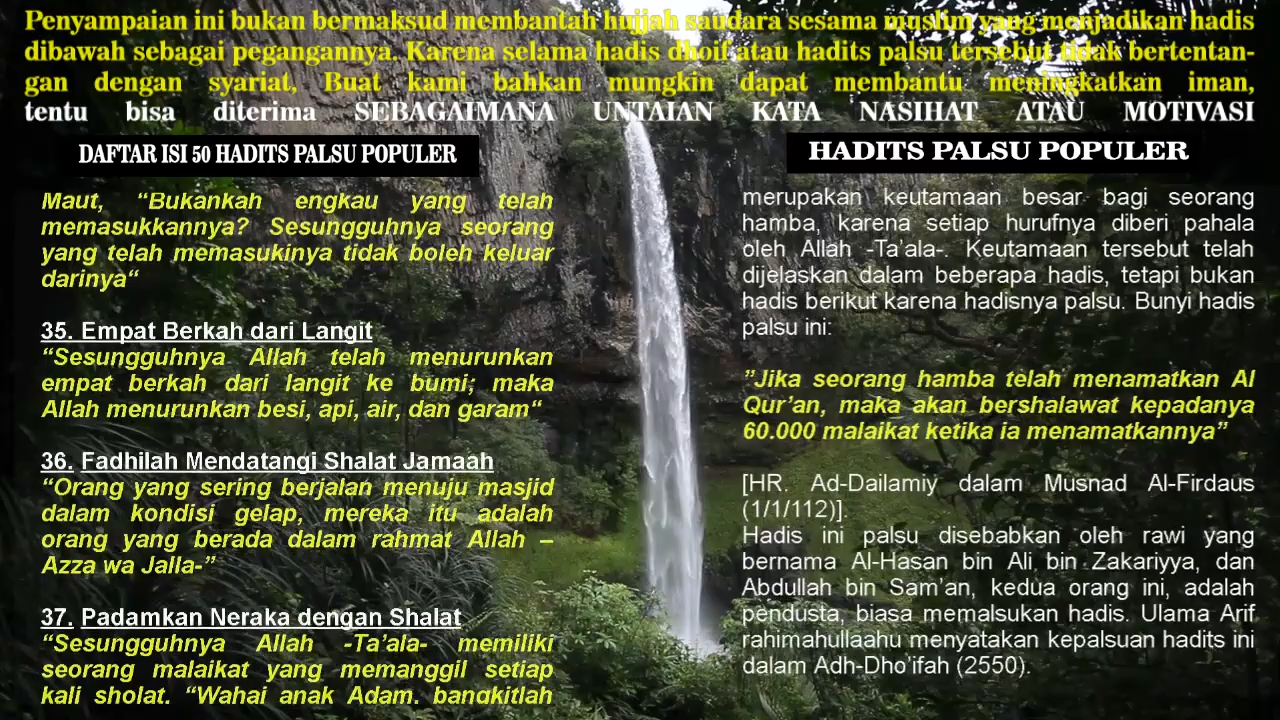 Penyampaian ini bukan bermaksud membantah hujjah saudara sesama muslim yang menjadikan hadis
dibawah sebagai pegangannya. Karena selama hadis dhoif atau hadits palsu tersebut tidak bertentan-
gan dengan syariat, Buat kami bahkan mungkin dapat membantu meningkatkan iman,
tentu bisa diterima SEBAGAIMANA UNTAIAN KATA NASIHAT ATAU MOTIVASI
DAFTAR ISI 50 HADITS PALSU POPULER
Maut, “Bukankah engkau yang telah
memasukkannya? Sesungguhnya seorang
yang telah memasukinya tidak boleh keluar
darinya“
35. Empat Berkah dari Langit
“Sesungguhnya Allah telah menurunkan
empat berkah dari langit ke bumi; maka
Allah menurunkan besi, api, air, dan garam“
36. Fadhilah Mendatangi Shalat Jamaah
“Orang yang sering berjalan menuju masjid
dalam kondisi gelap, mereka itu adalah
orang yang berada dalam rahmat Allah –
Azza wa Jalla-”
37. Padamkan Neraka dengan Shalat
“Sesungguhnya Allah -Ta’ala- memiliki
seorang malaikat yang memanggil setiap
kali sholat. “Wahai anak Adam, bangkitlah
HADITS PALSU POPULER
merupakan keutamaan besar bagi seorang
hamba, karena setiap hurufnya diberi pahala
oleh Allah -Ta’ala-. Keutamaan tersebut telah
dijelaskan dalam beberapa hadis, tetapi bukan
hadis berikut karena hadisnya palsu. Bunyi hadis
palsu ini:
”Jika seorang hamba telah menamatkan Al
Qur’an, maka akan bershalawat kepadanya
60.000 malaikat ketika ia menamatkannya”
[HR. Ad-Dailamiy dalam Musnad Al-Firdaus
(1/1/112)].
Hadis ini palsu disebabkan oleh rawi yang
bernama Al-Hasan bin Ali bin Zakariyya, dan
Abdullah bin Sam’an, kedua orang ini, adalah
pendusta, biasa memalsukan hadis. Ulama Arif
rahimahullaahu menyatakan kepalsuan hadits ini
dalam Adh-Dho’ifah (2550).